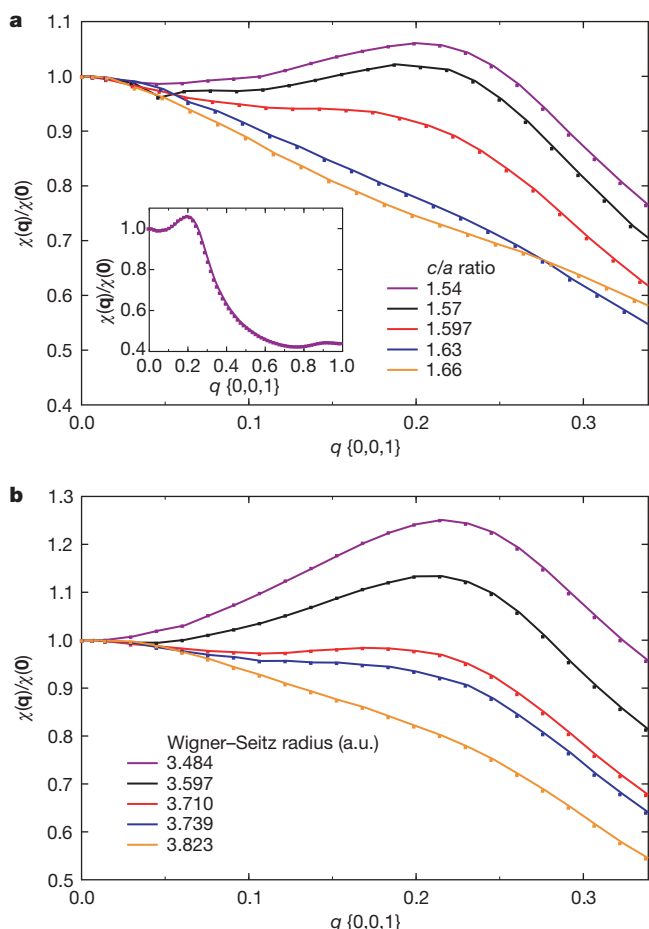 a
1.1
1.0
0.9
0.8
0.7
0.6
0.5
0.4
χ(q)/χ(0)
1.0
0.8
0.6
0.4
χ(q)/χ(0)
0.0 0.2 0.4 0.6 0.8 1.0
q {0,0,1}
c/a ratio
1.54
1.57
1.597
1.63
1.66
0.0 0.1 0.2 0.3
q {0,0,1}
b
1.3
1.2
1.1
1.0
0.9
0.8
0.7
0.6
0.5
χ(q)/χ(0)
Wigner–Seitz radius (a.u.)
3.484
3.597
3.710
3.739
3.823
0.0 0.1 0.2 0.3
q {0,0,1}